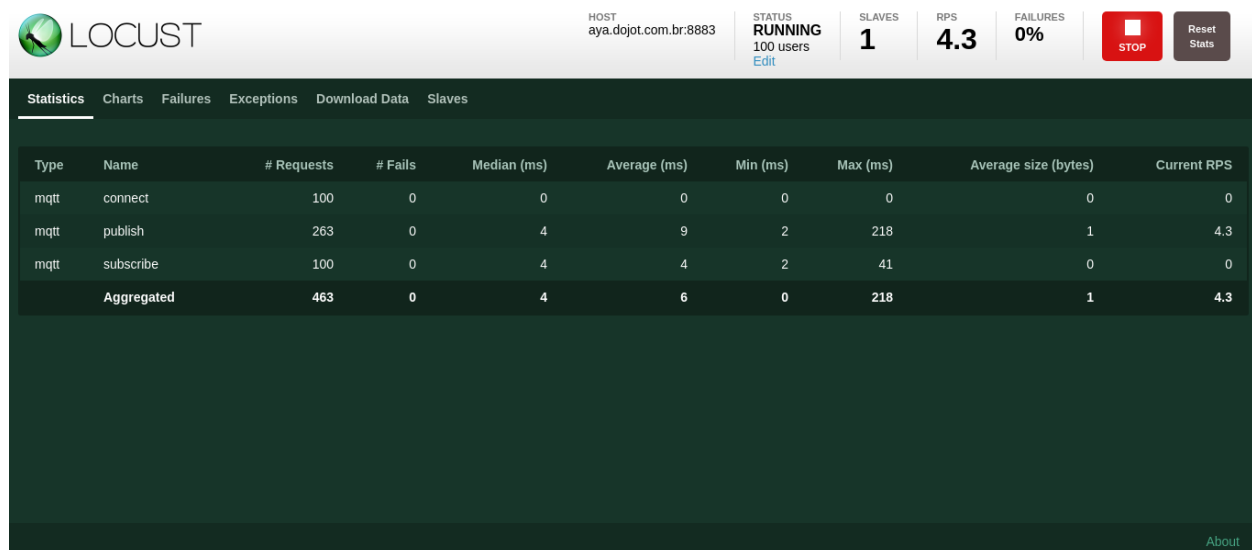 LOCUST
HOST
aya.dojot.com.br:8883
STATUS
RUNNING
100 users
Edit
SLAVES
1
RPS
4.3
FAILURES
0%
STOP
Reset
Stats
Statistics Charts Failures Exceptions Download Data Slaves
Type Name # Requests # Fails Median (ms) Average (ms) Min (ms) Max (ms) Average size (bytes) Current RPS
mqtt connect 100 0 0 0 0 0 0 0
mqtt publish 263 0 4 9 2 218 1 4.3
mqtt subscribe 100 0 4 4 2 41 0 0
Aggregated 463 0 4 6 0 218 1 4.3
About